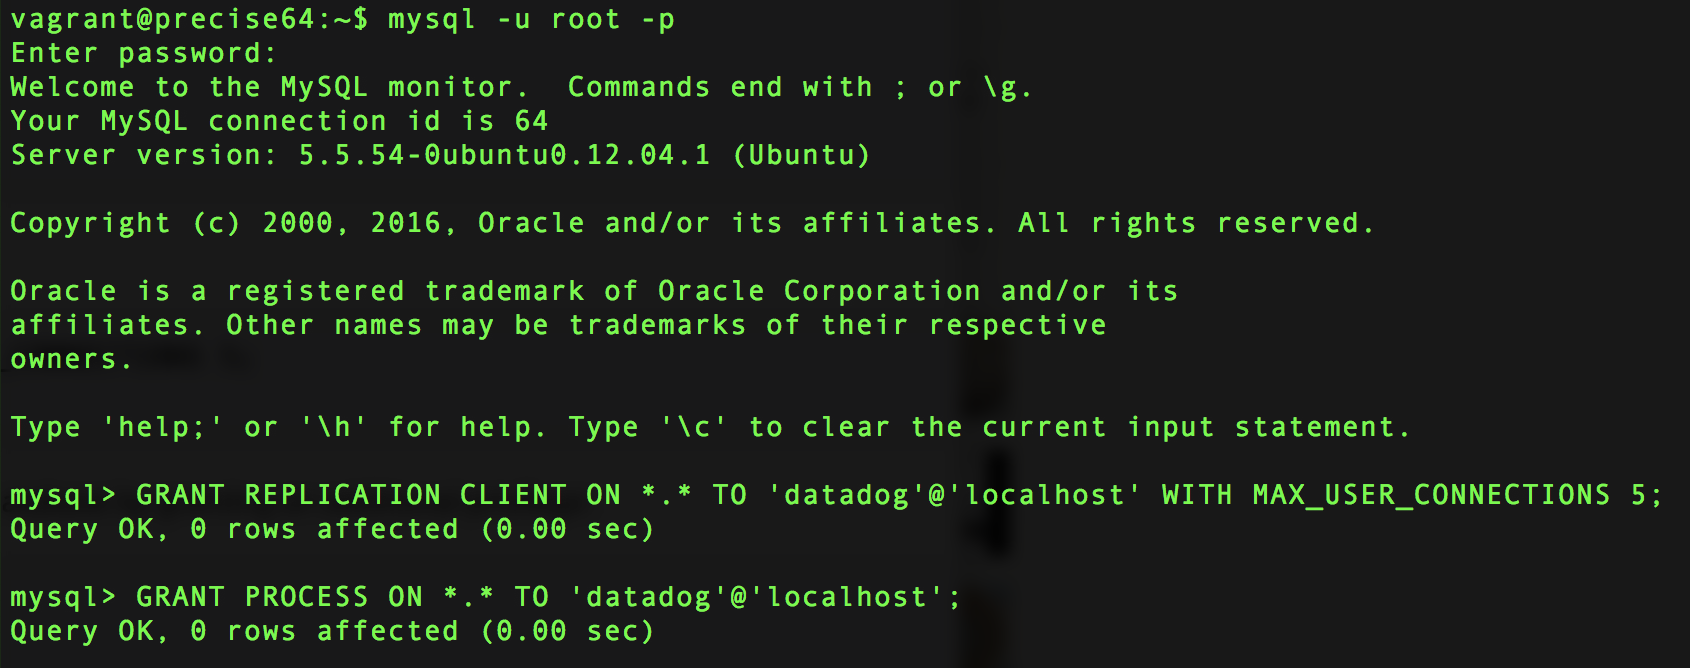 vagrant@precise64:~$ mysql -u root -p
Enter password:
Welcome to the MySQL monitor.  Commands end with ; or \g.
Your MySQL connection id is 64
Server version: 5.5.54-0ubuntu0.12.04.1 (Ubuntu)
Copyright (c) 2000, 2016, Oracle and/or its affiliates. All rights reserved.
Oracle is a registered trademark of Oracle Corporation and/or its
affiliates. Other names may be trademarks of their respective
owners.
Type 'help;' or '\h' for help. Type '\c' to clear the current input statement.
mysql> GRANT REPLICATION CLIENT ON *.* TO 'datadog'@'localhost' WITH MAX_USER_CONNECTIONS 5;
Query OK, 0 rows affected (0.00 sec)
mysql> GRANT PROCESS ON *.* TO 'datadog'@'localhost';
Query OK, 0 rows affected (0.00 sec)